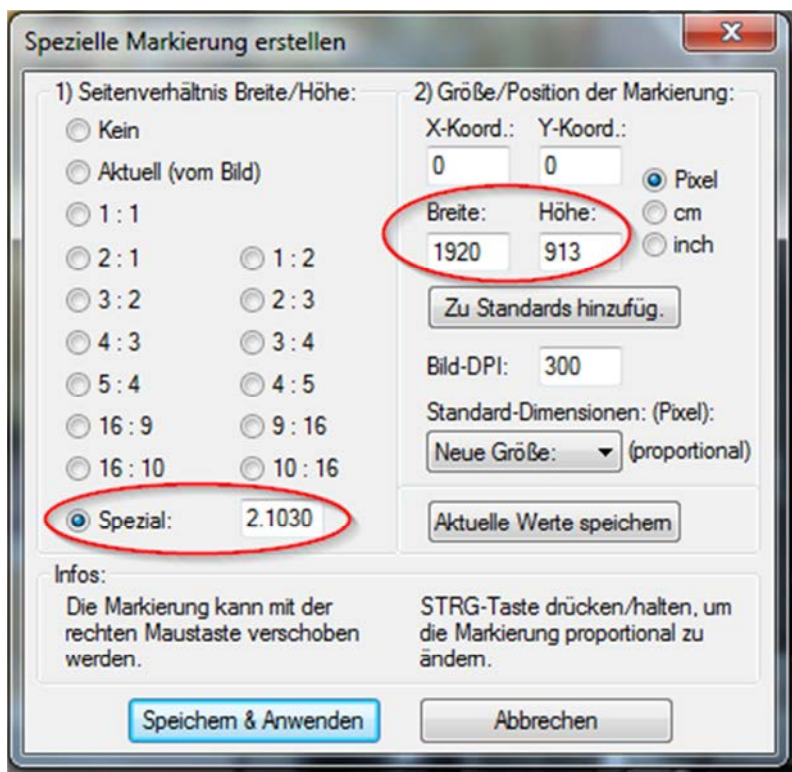 Spezielle Markierung erstellen
1) Seitenverhältnis Breite/Höhe:
Kein
Aktuell (vom Bild)
1 : 1
2 : 1
1 : 2
3 : 2
2 : 3
4 : 3
3 : 4
5 : 4
4 : 5
16 : 9
9 : 16
16 : 10
10 : 16
Spezial: 2.1030
2) Größe/Position der Markierung:
X-Koord.: Y-Koord.:
0 0
Pixel
cm
inch
Breite: Höhe:
1920 913
Zu Standards hinzufüg.
Bild-DPI: 300
Standard-Dimensionen: (Pixel):
Neue Größe: (proportional)
Aktuelle Werte speichern
Infos:
Die Markierung kann mit der
rechten Maustaste verschoben
werden.
STRG-Taste drücken/halten, um
die Markierung proportional zu
ändern.
Speichern & Anwenden
Abbrechen